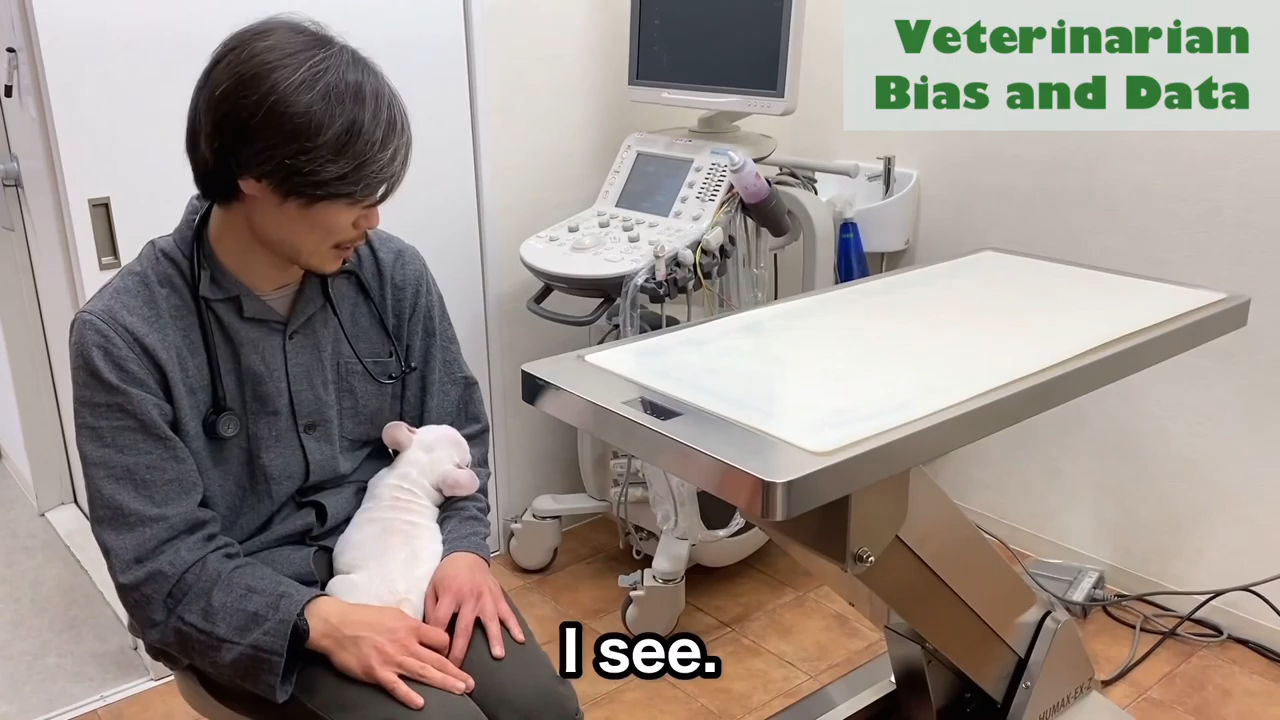 Veterinarian
Bias and Data
I see.
HUMAX-EX-Z